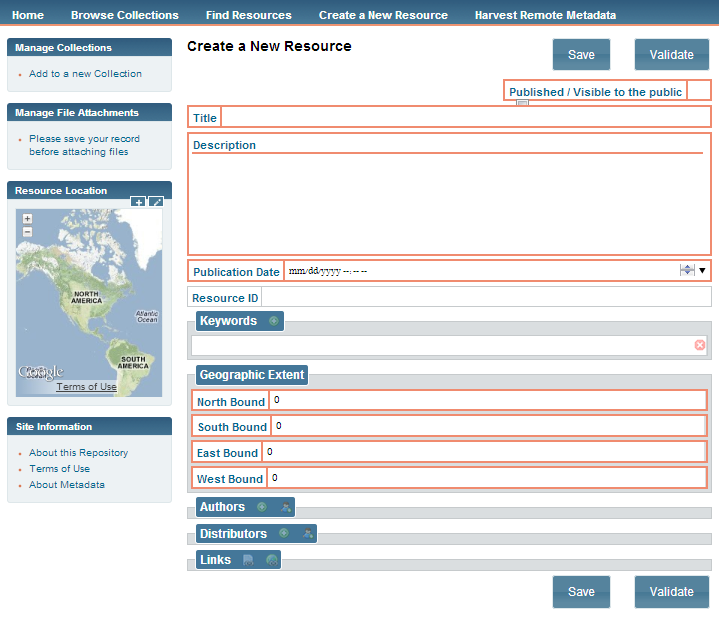 Home Browse Collections Find Resources Create a New Resource Harvest Remote Metadata
Manage Collections
Add to a new Collection
Manage File Attachments
Please save your record
before attaching files
Resource Location
+
−
NORTH
AMERICA
Atlantic
Ocean
SOUTH
AMERICA
Google
Terms of Use
Site Information
About this Repository
Terms of Use
About Metadata
Create a New Resource
Save Validate
Published / Visible to the public
Title
Description
Publication Date mm/dd/yyyy --:-- --
Resource ID
Keywords
Geographic Extent
North Bound 0
South Bound 0
East Bound 0
West Bound 0
Authors
Distributors
Links
Save Validate